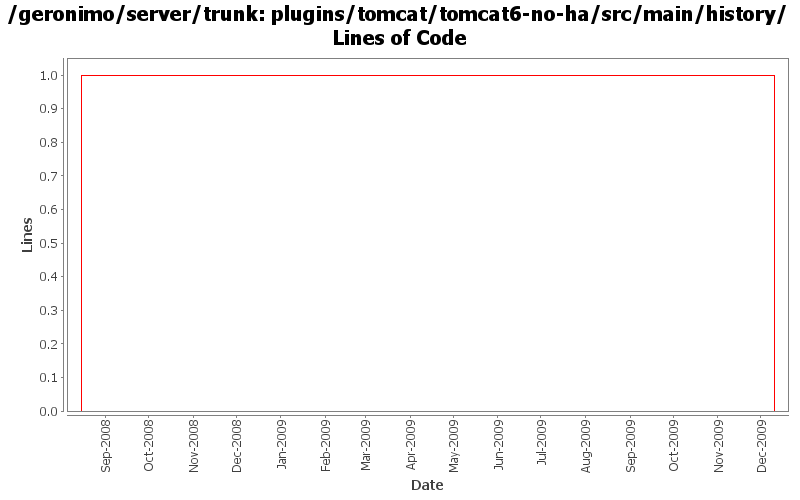 /geronimo/server/trunk: plugins/tomcat/tomcat6-no-ha/src/main/history/
Lines of Code
1.0
0.9
0.8
0.7
0.6
0.5
0.4
0.3
0.2
0.1
0.0
Lines
Sep-2008
Oct-2008
Nov-2008
Dec-2008
Jan-2009
Feb-2009
Mar-2009
Apr-2009
May-2009
Jun-2009
Jul-2009
Aug-2009
Sep-2009
Oct-2009
Nov-2009
Dec-2009
Date